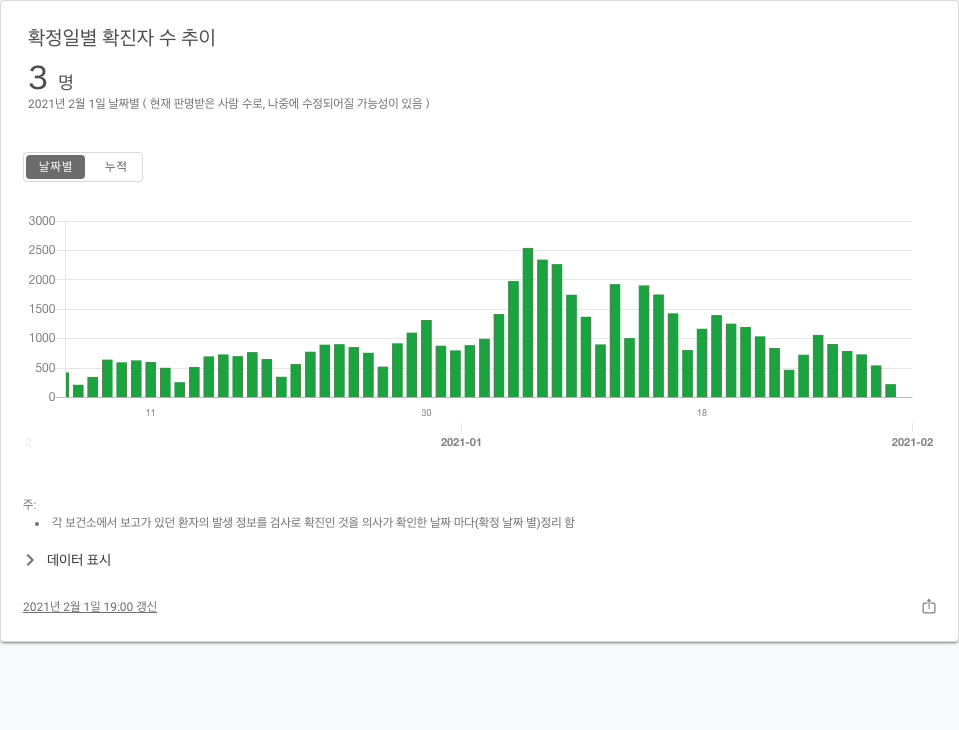 확정일별 확진자 수 추이
3 명
2021년 2월 1일 날짜별 ( 현재 판명받은 사람 수로, 나중에 수정되어질 가능성이 있음 )
날짜별 누적
3000
2500
2000
1500
1000
500
0
11 30 18
2 2021-01 2021-02
주:
• 각 보건소에서 보고가 있던 환자의 발생 정보를 검사로 확진인 것을 의사가 확인한 날짜 마다(확정 날짜 별)정리 함
데이터 표시
2021년 2월 1일 19:00 갱신